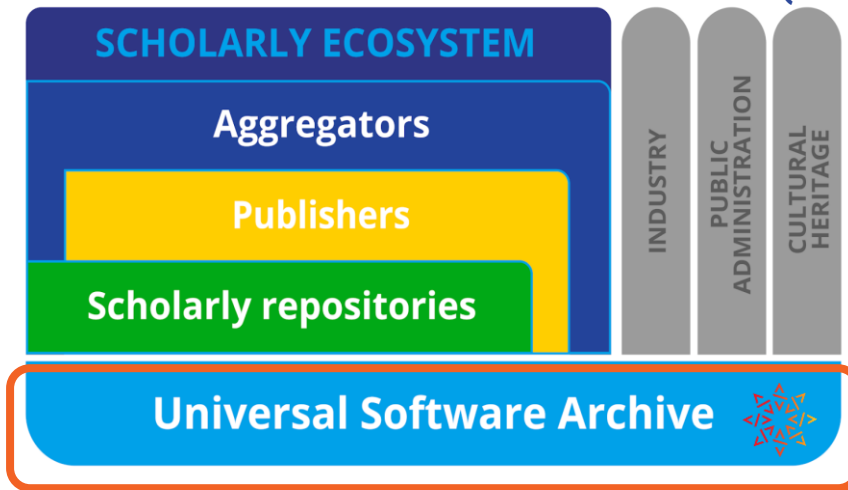 SCHOLARLY ECOSYSTEM
Aggregators
Publishers
Scholarly repositories
INDUSTRY
PUBLIC
ADMINISTRATION
CULTURAL
HERITAGE
Universal Software Archive